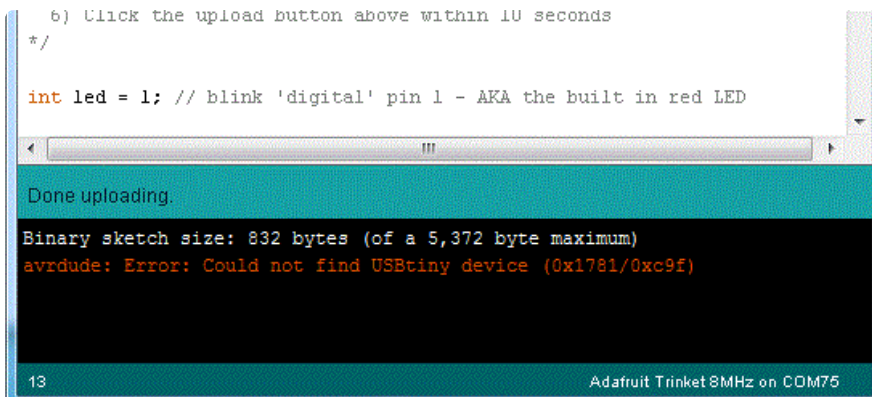 6) Click the upload button above within 10 seconds
*/
int led = 1; // blink 'digital' pin 1 - AKA the built in red LED
Done uploading.
Binary sketch size: 832 bytes (of a 5,372 byte maximum)
avrdude: Error: Could not find USBtiny device (0x1781/0xc9f)
13 Adafruit Trinket 8MHz on COM75